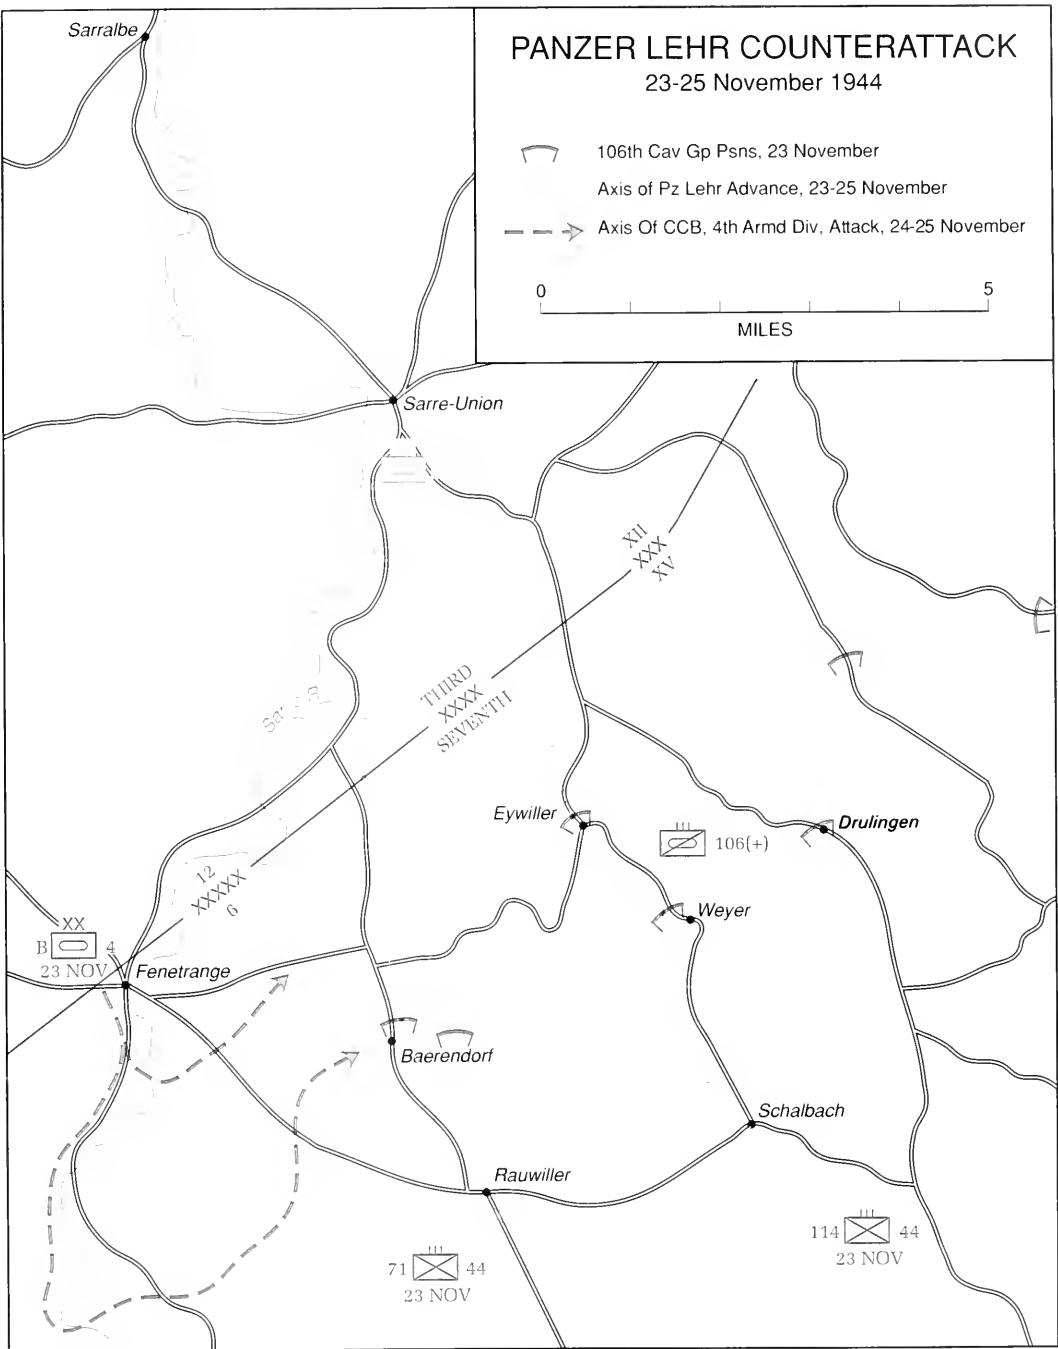 Sarralbe
PANZER LEHR COUNTERATTACK
23-25 November 1944
106th Cav Gp Psns, 23 November
Axis of Pz Lehr Advance, 23-25 November
Axis Of CCB, 4th Armd Div, Attack, 24-25 November
0 5
MILES
Sarre-Union
XII
XXX
XV
THIRD
XXXX
SEVENTH
Eywiller
106(+)
Drulingen
12
XXXXX
6
Weyer
XX
B 4
23 NOV
Fenetrange
Baerendorf
Schalbach
Rauwiller
114 44
23 NOV
71 44
23 NOV